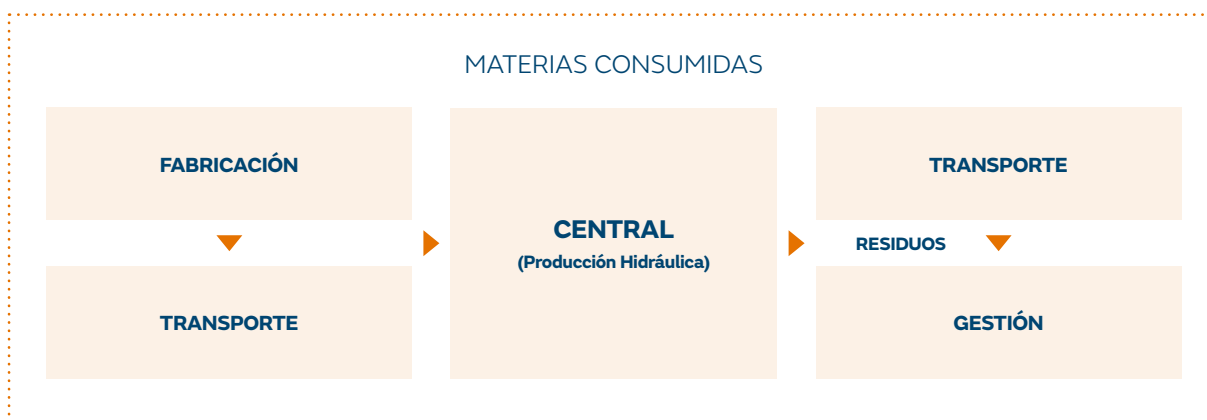 MATERIAS CONSUMIDAS
FABRICACIÓN
TRANSPORTE
CENTRAL
(Producción Hidráulica)
TRANSPORTE
RESIDUOS
GESTIÓN